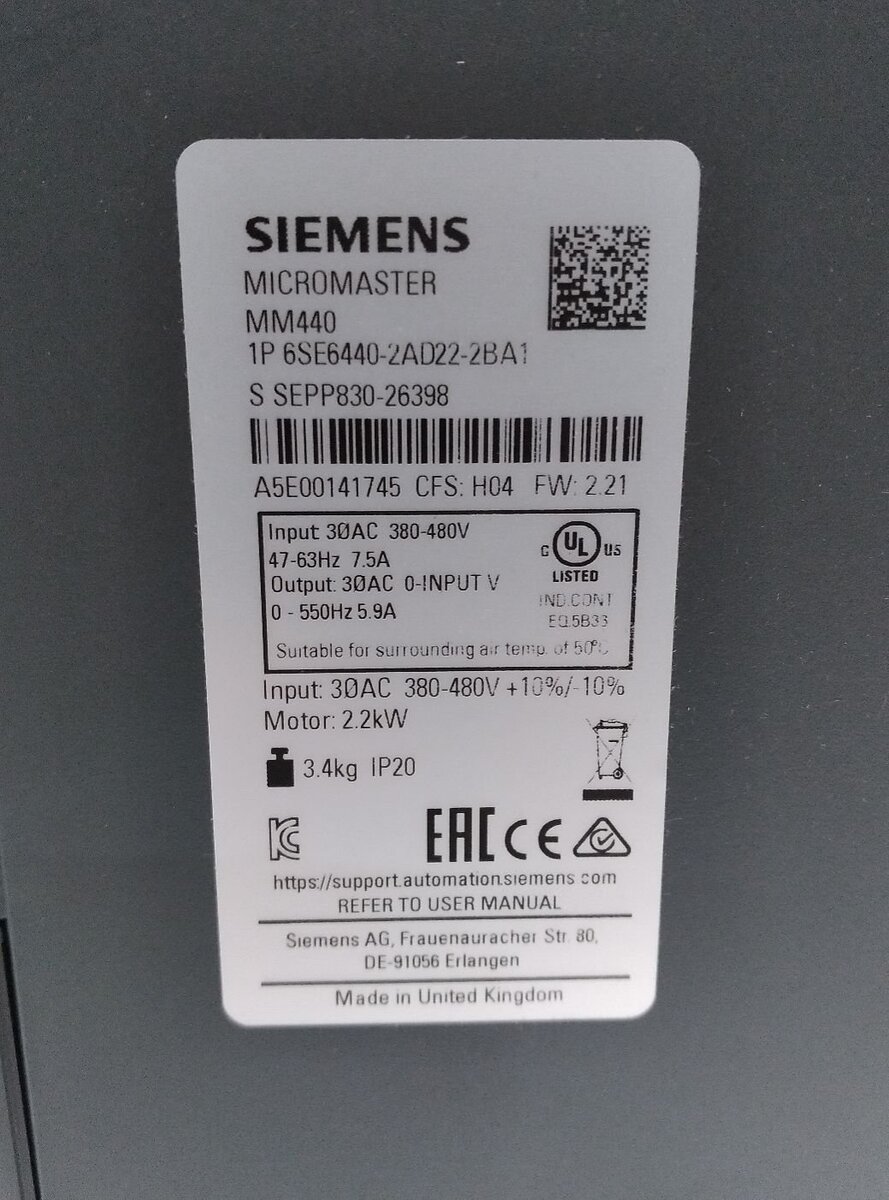 SIEMENS
MICROMASTER
MM440
1P 6SE6440-2AD22-2BA1
S SEPP830-26398
A5E00141745 CFS: H04 FW: 2.21
Input: 3ØAC 380-480V
47-63Hz 7.5A
Output: 3ØAC 0-INPUT V
0 - 550Hz 5.9A
C UL US
LISTED
IND.CONT
EQ.5B33
Suitable for surrounding air temp. of 50°C
Input: 3ØAC 380-480V +10%/-10%
Motor: 2.2kW
3.4kg IP20
EAC CE
https://support.automation.siemens.com
REFER TO USER MANUAL
Siemens AG, Frauenauracher Str. 80,
DE-91056 Erlangen
Made in United Kingdom